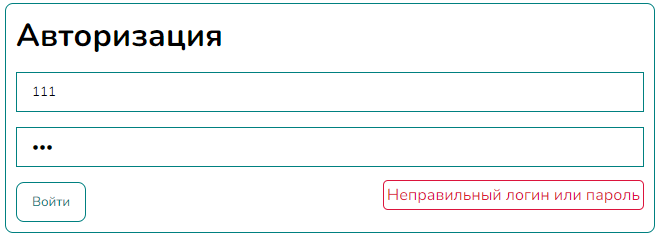 Авторизация
111
•••
Войти
Неправильный логин или пароль